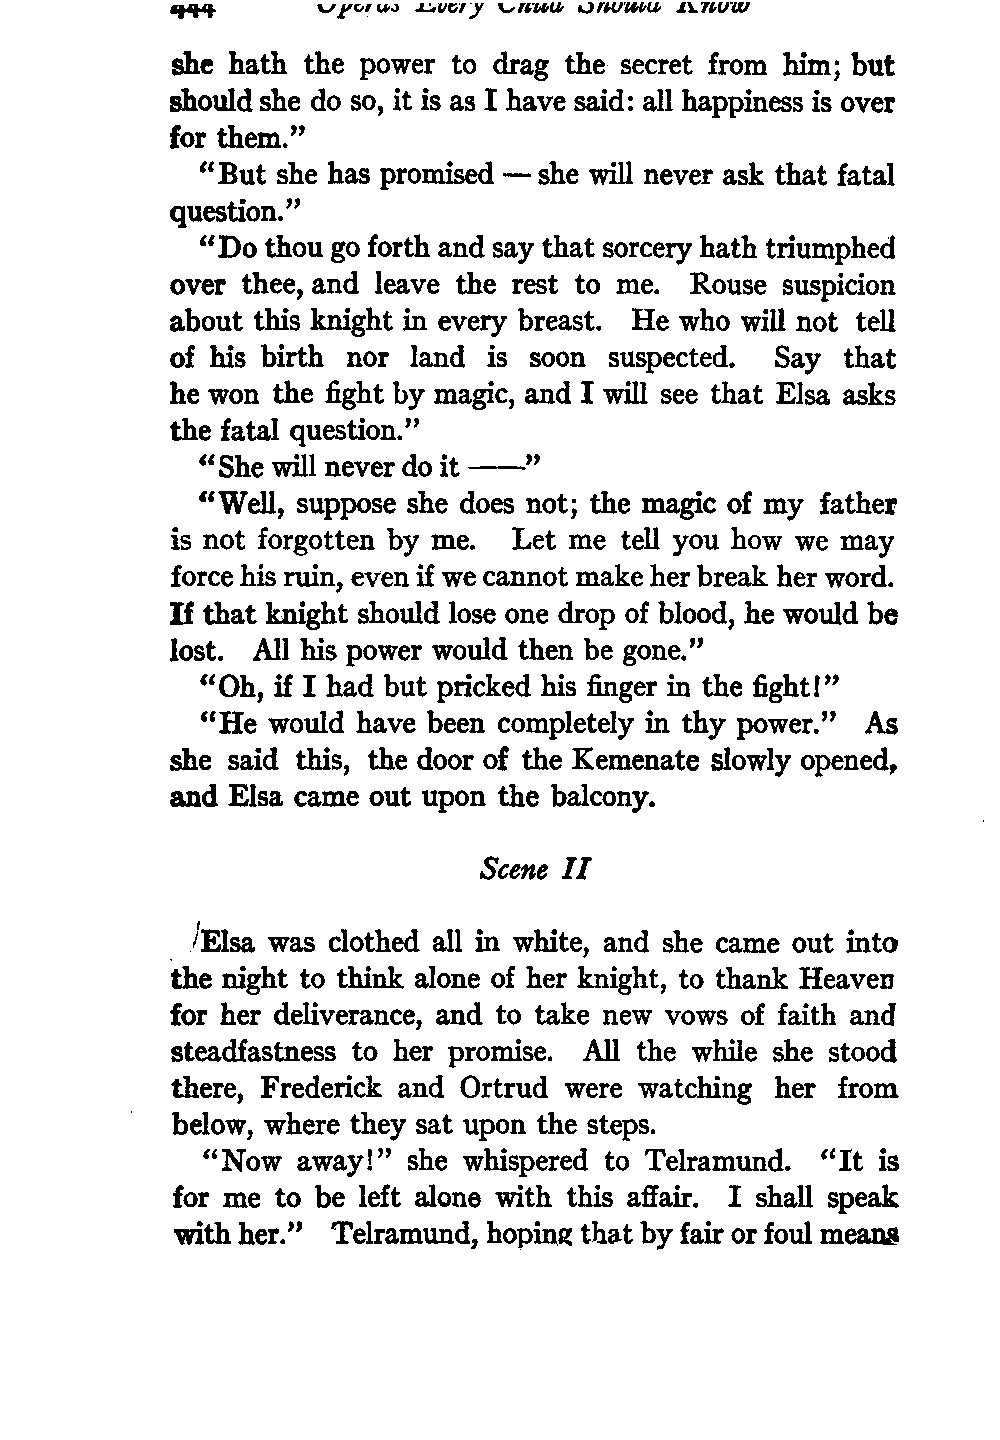 Operas Every Child Should Know
she hath the power to drag the secret from him; but
should she do so, it is as I have said: all happiness is over
for them."
"But she has promised — she will never ask that fatal
question."
"Do thou go forth and say that sorcery hath triumphed
over thee, and leave the rest to me. Rouse suspicion
about this knight in every breast. He who will not tell
of his birth nor land is soon suspected. Say that
he won the fight by magic, and I will see that Elsa asks
the fatal question."
"She will never do it ——"
"Well, suppose she does not; the magic of my father
is not forgotten by me. Let me tell you how we may
force his ruin, even if we cannot make her break her word.
If that knight should lose one drop of blood, he would be
lost. All his power would then be gone."
"Oh, if I had but pricked his finger in the fight!"
"He would have been completely in thy power." As
she said this, the door of the Kemenate slowly opened,
and Elsa came out upon the balcony.
Scene II
Elsa was clothed all in white, and she came out into
the night to think alone of her knight, to thank Heaven
for her deliverance, and to take new vows of faith and
steadfastness to her promise. All the while she stood
there, Frederick and Ortrud were watching her from
below, where they sat upon the steps.
"Now away!" she whispered to Telramund. "It is
for me to be left alone with this affair. I shall speak
with her." Telramund, hoping that by fair or foul means